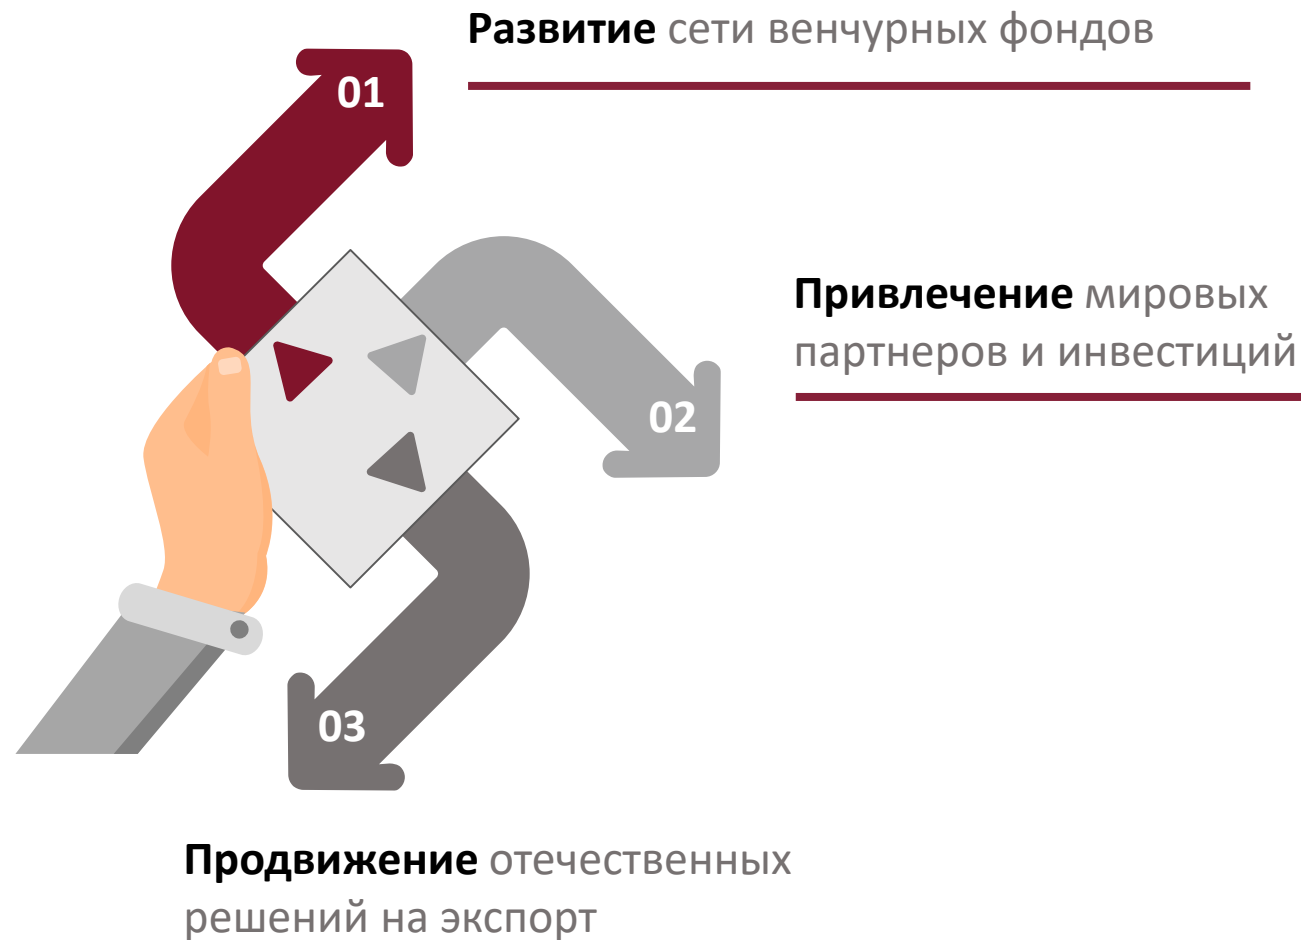 Развитие сети венчурных фондов
01
Привлечение мировых
партнеров и инвестиций
02
03
Продвижение отечественных
решений на экспорт